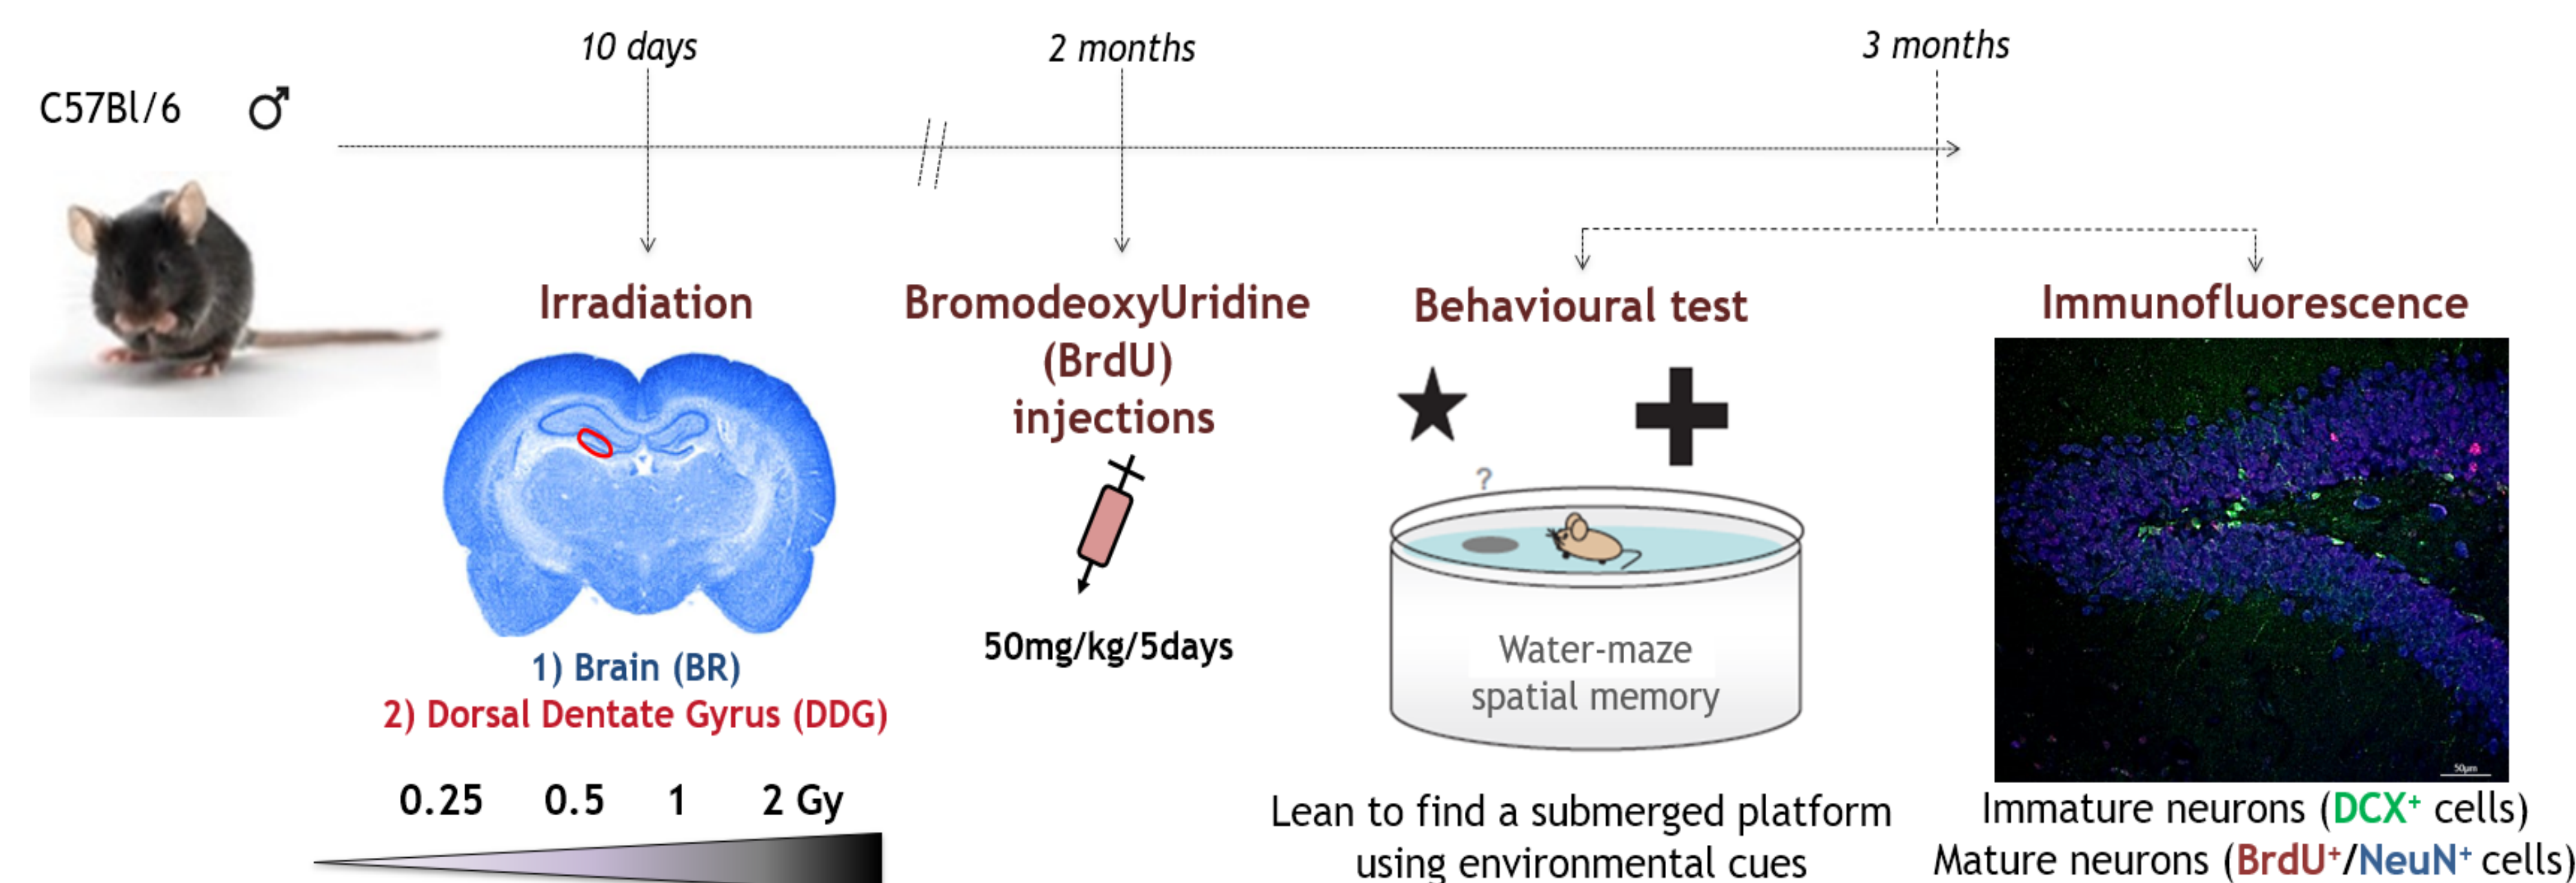 10 days
2 months
3 months
C57Bl/6 ♂
Irradiation
BromodeoxyUridine
(BrdU)
injections
Behavioural test
Immunofluorescence
?
1) Brain (BR)
2) Dorsal Dentate Gyrus (DDG)
50mg/kg/5days
Water-maze
spatial memory
50µm
0.25 0.5 1 2 Gy
Lean to find a submerged platform
using environmental cues
Immature neurons (DCX⁺ cells)
Mature neurons (BrdU⁺/NeuN⁺ cells)